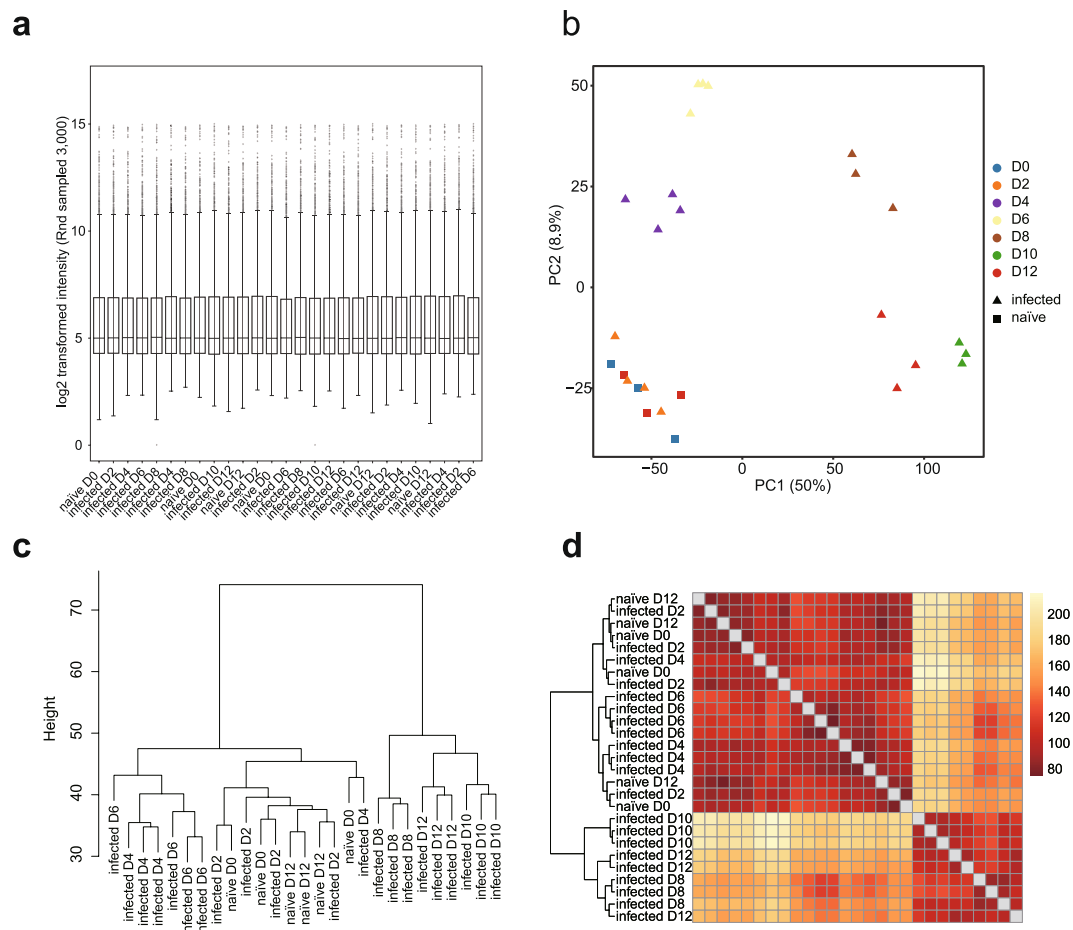 a
log2 transformed intensity (Rnd sampled 3,000)
15
10
5
0
naïve D0
infected D2
infected D4
infected D6
infected D8
infected D4
infected D8
naïve D0
infected D10
infected D12
naïve D12
infected D2
naïve D0
infected D6
infected D8
infected D10
infected D12
infected D6
infected D12
naïve D12
infected D2
infected D4
infected D10
naïve D12
infected D4
infected D2
infected D6
b
PC2 (8.9%)
50
25
0
−25
−50
0
50
100
PC1 (50%)
D0
D2
D4
D6
D8
D10
D12
infected
naïve
c
Height
70
60
50
40
30
infected D6
infected D4
infected D4
infected D4
infected D6
infected D6
infected D6
infected D2
naïve D0
infected D2
naïve D0
infected D2
naïve D12
naïve D12
naïve D12
infected D2
naïve D0
infected D4
infected D8
infected D8
infected D8
infected D12
infected D12
infected D12
infected D10
infected D10
infected D10
d
naïve D12
infected D2
naïve D12
naïve D0
infected D2
infected D4
naïve D0
infected D2
infected D6
infected D6
infected D6
infected D6
infected D4
infected D4
infected D4
naïve D12
infected D2
naïve D0
infected D10
infected D10
infected D10
infected D12
infected D12
infected D8
infected D8
infected D8
infected D12
200
180
160
140
120
100
80